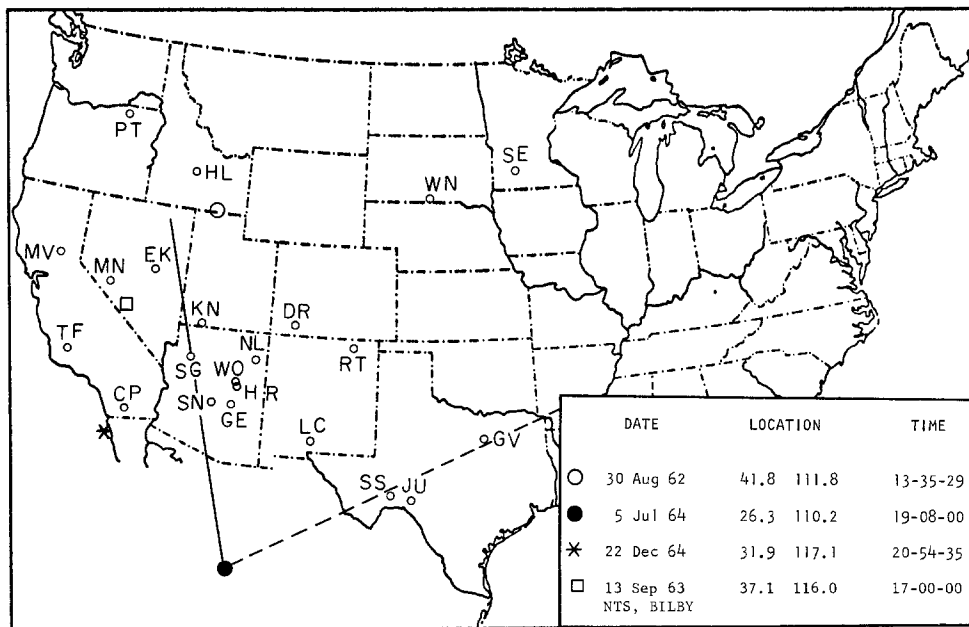 PT
HL
SE
WN
MV
EK
MN
KN
DR
TF
NL
RT
SG
WO
HR
SN
GE
CP
LC
GV
SS JU
DATE LOCATION TIME
30 Aug 62 41.8 111.8 13-35-29
5 Jul 64 26.3 110.2 19-08-00
22 Dec 64 31.9 117.1 20-54-35
13 Sep 63 37.1 116.0 17-00-00
NTS, BILBY